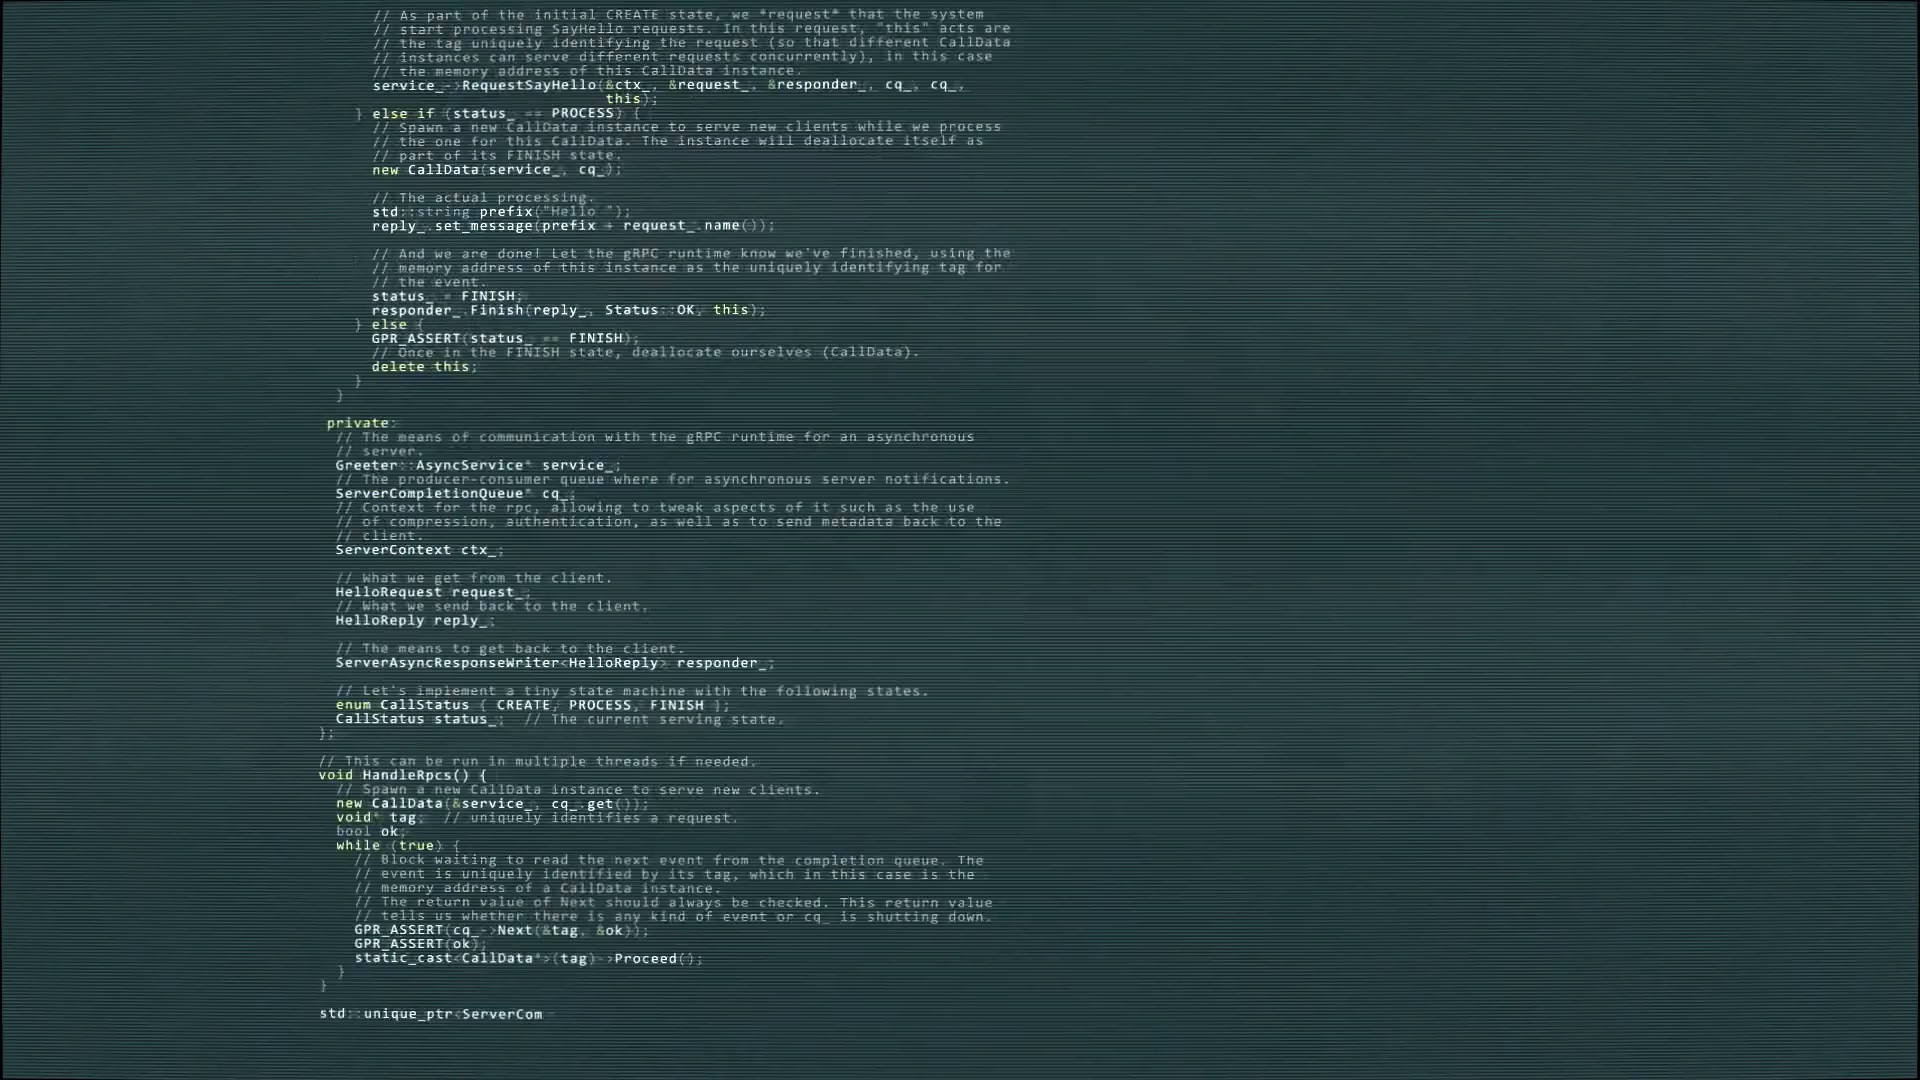 // As part of the initial CREATE state, we *request* that the system
// start processing SayHello requests. In this request, "this" acts are
// the tag uniquely identifying the request (so that different CallData
// instances can serve different requests concurrently), in this case
// the memory address of this CallData instance.
service_->RequestSayHello(&ctx_, &request_, &responder_, cq_, cq_,
this);
} else if (status_ == PROCESS) {
// Spawn a new CallData instance to serve new clients while we process
// the one for this CallData. The instance will deallocate itself as
// part of its FINISH state.
new CallData(service_, cq_);
// The actual processing.
std::string prefix("Hello ");
reply_.set_message(prefix + request_.name());
// And we are done! Let the gRPC runtime know we've finished, using the
// memory address of this instance as the uniquely identifying tag for
// the event.
status_ = FINISH;
responder_.Finish(reply_, Status::OK, this);
} else {
GPR_ASSERT(status_ == FINISH);
// Once in the FINISH state, deallocate ourselves (CallData).
delete this;
}
}
private:
// The means of communication with the gRPC runtime for an asynchronous
// server.
Greeter::AsyncService* service_;
// The producer-consumer queue where for asynchronous server notifications.
ServerCompletionQueue* cq_;
// Context for the rpc, allowing to tweak aspects of it such as the use
// of compression, authentication, as well as to send metadata back to the
// client.
ServerContext ctx_;
// What we get from the client.
HelloRequest request_;
// What we send back to the client.
HelloReply reply_;
// The means to get back to the client.
ServerAsyncResponseWriter<HelloReply> responder_;
// Let's implement a tiny state machine with the following states.
enum CallStatus { CREATE, PROCESS, FINISH };
CallStatus status_;  // The current serving state.
};
// This can be run in multiple threads if needed.
void HandleRpcs() {
// Spawn a new CallData instance to serve new clients.
new CallData(&service_, cq_.get());
void* tag;  // uniquely identifies a request.
bool ok;
while (true) {
// Block waiting to read the next event from the completion queue. The
// event is uniquely identified by its tag, which in this case is the
// memory address of a CallData instance.
// The return value of Next should always be checked. This return value
// tells us whether there is any kind of event or cq_ is shutting down.
GPR_ASSERT(cq_->Next(&tag, &ok));
GPR_ASSERT(ok);
static_cast<CallData*>(tag)->Proceed();
}
}
std::unique_ptr<ServerCom